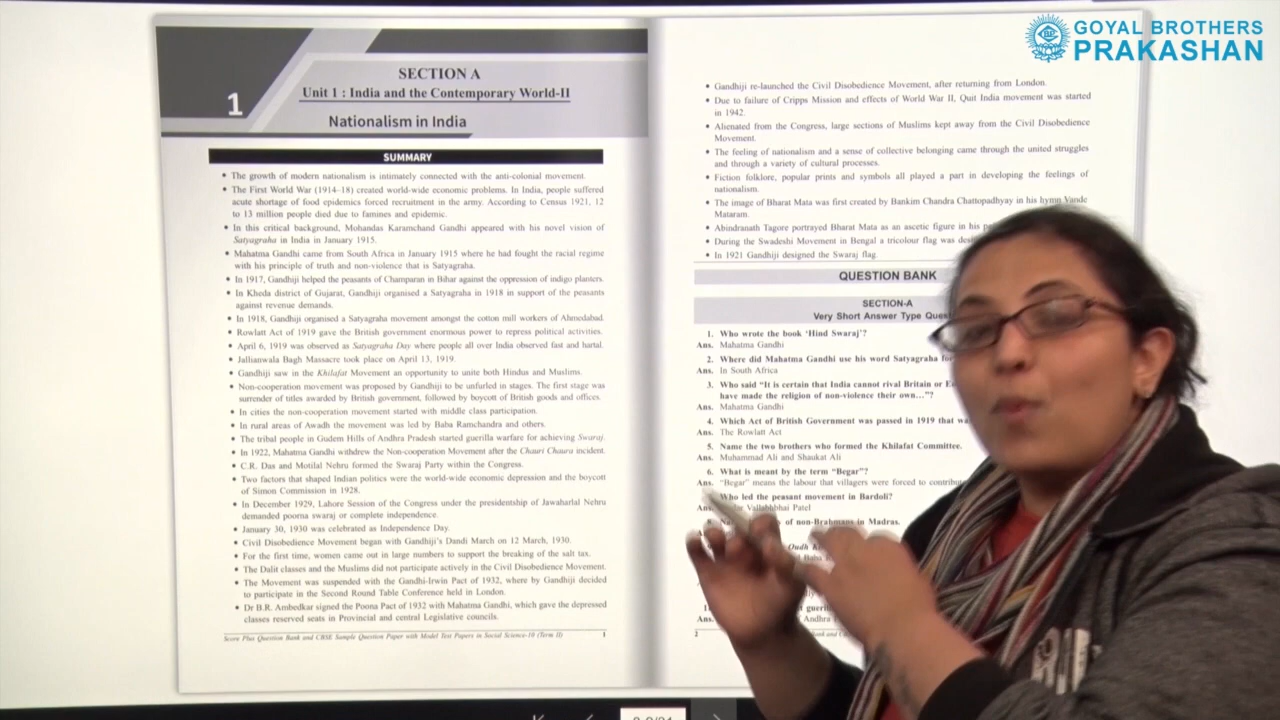 GOYAL BROTHERS
PRAKASHAN
1
SECTION A
Unit 1 : India and the Contemporary World-II
Nationalism in India
SUMMARY
• The growth of modern nationalism is intimately connected with the anti-colonial movement.
• The First World War (1914–18) created world-wide economic problems. In India, people suffered
acute shortage of food epidemics forced recruitment in the army. According to Census 1921, 12
to 13 million people died due to famines and epidemic.
• In this critical background, Mohandas Karamchand Gandhi appeared with his novel vision of
Satyagraha in India in January 1915.
• Mahatma Gandhi came from South Africa in January 1915 where he had fought the racial regime
with his principle of truth and non-violence that is Satyagraha.
• In 1917, Gandhiji helped the peasants of Champaran in Bihar against the oppression of indigo planters.
• In Kheda district of Gujarat, Gandhiji organised a Satyagraha in 1918 in support of the peasants
against revenue demands.
• In 1918, Gandhiji organised a Satyagraha movement amongst the cotton mill workers of Ahmedabad.
• Rowlatt Act of 1919 gave the British government enormous power to repress political activities.
• April 6, 1919 was observed as Satyagraha Day where people all over India observed fast and hartal.
• Jallianwala Bagh Massacre took place on April 13, 1919.
• Gandhiji saw in the Khilafat Movement an opportunity to unite both Hindus and Muslims.
• Non-cooperation movement was proposed by Gandhiji to be unfurled in stages. The first stage was
surrender of titles awarded by British government, followed by boycott of British goods and offices.
• In cities the non-cooperation movement started with middle class participation.
• In rural areas of Awadh the movement was led by Baba Ramchandra and others.
• The tribal people in Gudem Hills of Andhra Pradesh started guerilla warfare for achieving Swaraj.
• In 1922, Mahatma Gandhi withdrew the Non-cooperation Movement after the Chauri Chaura incident.
• C.R. Das and Motilal Nehru formed the Swaraj Party within the Congress.
• Two factors that shaped Indian politics were the world-wide economic depression and the boycott
of Simon Commission in 1928.
• In December 1929, Lahore Session of the Congress under the presidentship of Jawaharlal Nehru
demanded poorna swaraj or complete independence.
• January 30, 1930 was celebrated as Independence Day.
• Civil Disobedience Movement began with Gandhiji's Dandi March on 12 March, 1930.
• For the first time, women came out in large numbers to support the breaking of the salt tax.
• The Dalit classes and the Muslims did not participate actively in the Civil Disobedience Movement.
• The Movement was suspended with the Gandhi-Irwin Pact of 1932, where by Gandhiji decided
to participate in the Second Round Table Conference held in London.
• Dr B.R. Ambedkar signed the Poona Pact of 1932 with Mahatma Gandhi, which gave the depressed
classes reserved seats in Provincial and central Legislative councils.
Score Plus Question Bank and CBSE Sample Question Paper with Model Test Papers in Social Science-10 (Term II) 1
• Gandhiji re-launched the Civil Disobedience Movement, after returning from London.
• Due to failure of Cripps Mission and effects of World War II, Quit India movement was started
in 1942.
• Alienated from the Congress, large sections of Muslims kept away from the Civil Disobedience
Movement.
• The feeling of nationalism and a sense of collective belonging came through the united struggles
and through a variety of cultural processes.
• Fiction folklore, popular prints and symbols all played a part in developing the feelings of
nationalism.
• The image of Bharat Mata was first created by Bankim Chandra Chattopadhyay in his hymn Vande
Mataram.
• Abindranath Tagore portrayed Bharat Mata as an ascetic figure in his
• During the Swadeshi Movement in Bengal a tricolour flag was
• In 1921 Gandhiji designed the Swaraj flag.
QUESTION BANK
SECTION-A
Very Short Answer Type
1. Who wrote the book 'Hind Swaraj'?
Ans. Mahatma Gandhi
2. Where did Mahatma Gandhi use his word Satyagraha
Ans. In South Africa
3. Who said "It is certain that India cannot rival Britain or
have made the religion of non-violence their own..."?
Ans. Mahatma Gandhi
4. Which Act of British Government was passed in 1919 that
Ans. The Rowlatt Act
5. Name the two brothers who formed the Khilafat Committee.
Ans. Muhammad Ali and Shaukat Ali
6. What is meant by the term "Begar"?
Ans. "Begar" means the labour that villagers were forced to
Who led the peasant movement in Bardoli?
Vallabhbhai Patel
of non-Brahmans in Madras.
Oudh
Ans. Andhra
2